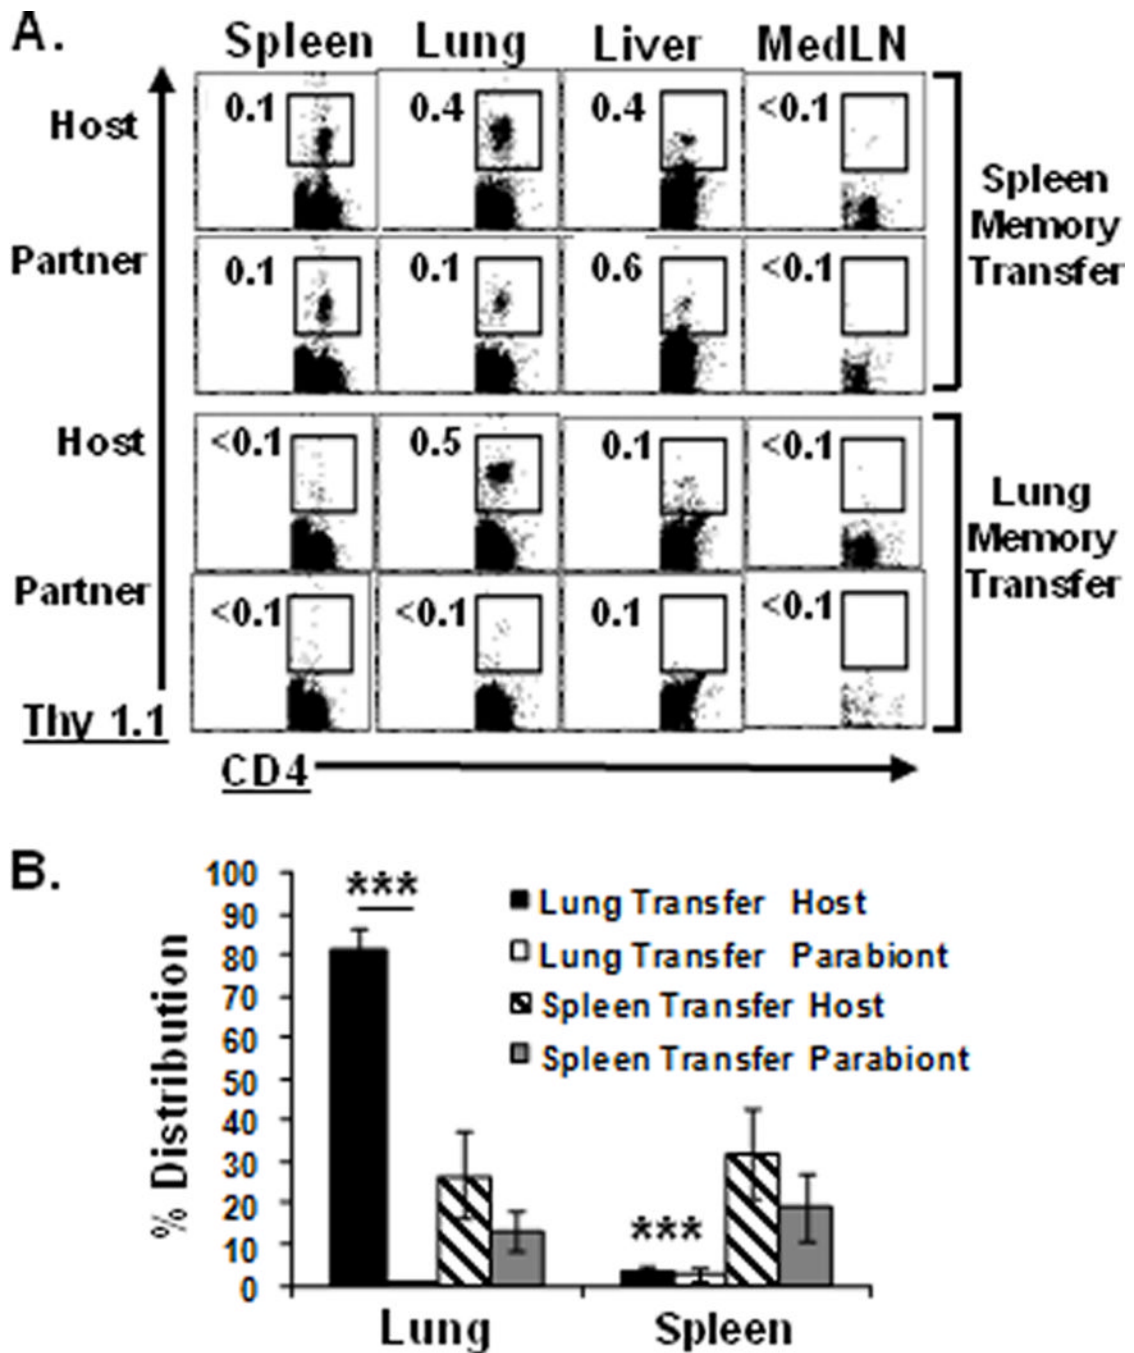 A.
Spleen Lung Liver MedLN
Host 0.1 0.4 0.4 <0.1
Partner 0.1 0.1 0.6 <0.1
Spleen
Memory
Transfer
Host <0.1 0.5 0.1 <0.1
Partner <0.1 <0.1 0.1 <0.1
Lung
Memory
Transfer
Thy 1.1
CD4
B.
% Distribution
100
90
80
70
60
50
40
30
20
10
0
***
***
Lung Transfer Host
Lung Transfer Parabiont
Spleen Transfer Host
Spleen Transfer Parabiont
Lung Spleen